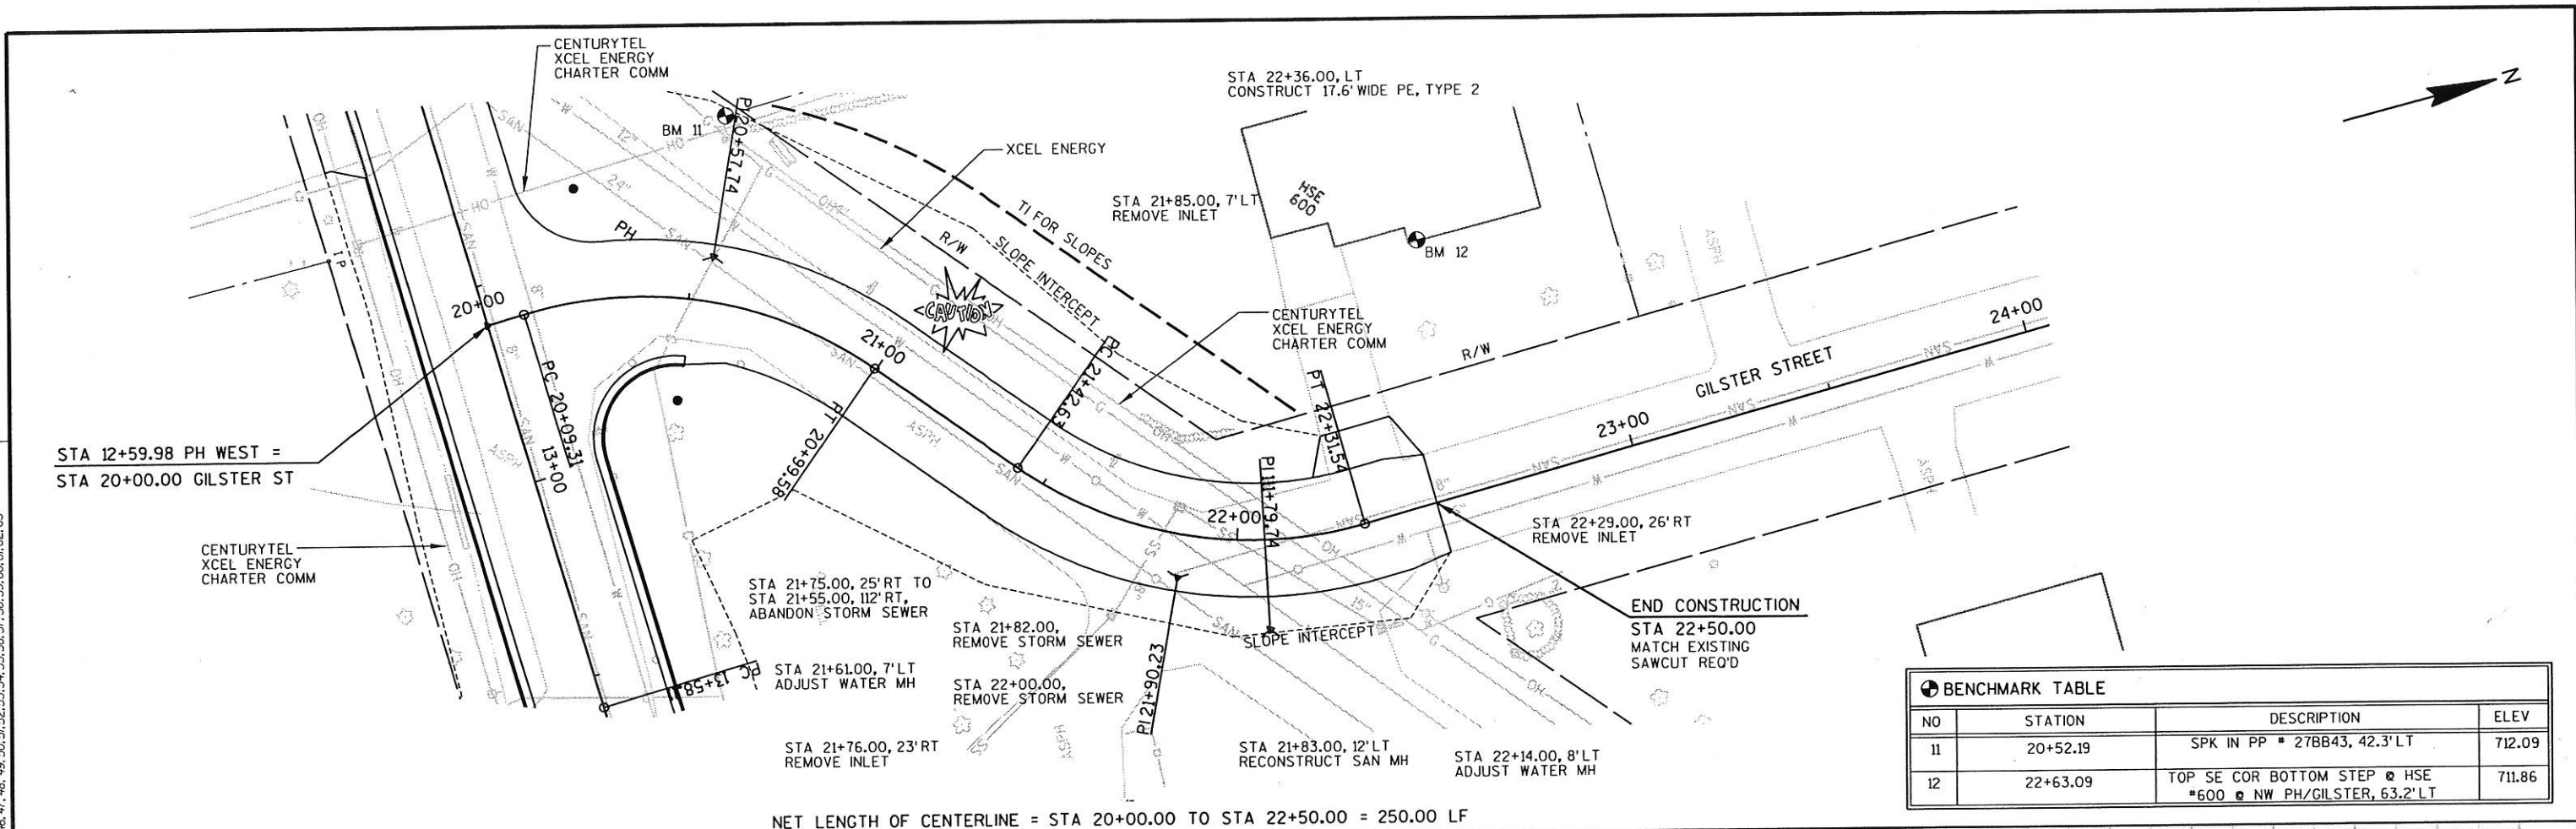 CENTURYTEL
XCEL ENERGY
CHARTER COMM
STA 22+36.00, LT
CONSTRUCT 17.6' WIDE PE, TYPE 2
N
BM 11
PI 20+57.74
XCEL ENERGY
STA 21+85.00, 7' LT
REMOVE INLET
HSE
600
BM 12
TI FOR SLOPES
SLOPE INTERCEPT
R/W
PH
CAUTION
20+00
21+00
PC 20+09.31
PT 20+99.58
PC 21+42.63
CENTURYTEL
XCEL ENERGY
CHARTER COMM
R/W
PT 22+31.54
GILSTER STREET
24+00
23+00
22+00
PI 111+79.74
13+00
IP
STA 12+59.98 PH WEST =
STA 20+00.00 GILSTER ST
CENTURYTEL
XCEL ENERGY
CHARTER COMM
ASPH
ASPH
ASPH
ASPH
ASPH
STA 22+29.00, 26' RT
REMOVE INLET
END CONSTRUCTION
STA 22+50.00
MATCH EXISTING
SAWCUT REQ'D
STA 21+75.00, 25' RT TO
STA 21+55.00, 112' RT,
ABANDON STORM SEWER
STA 21+82.00,
REMOVE STORM SEWER
SLOPE INTERCEPT
STA 21+61.00, 7' LT
ADJUST WATER MH
STA 22+00.00,
REMOVE STORM SEWER
PI 21+90.23
STA 21+76.00, 23' RT
REMOVE INLET
STA 21+83.00, 12' LT
RECONSTRUCT SAN MH
STA 22+14.00, 8' LT
ADJUST WATER MH
BENCHMARK TABLE
NO STATION DESCRIPTION ELEV
11 20+52.19 SPK IN PP # 27BB43, 42.3' LT 712.09
12 22+63.09 TOP SE COR BOTTOM STEP @ HSE 711.86
#600 @ NW PH/GILSTER, 63.2' LT
NET LENGTH OF CENTERLINE = STA 20+00.00 TO STA 22+50.00 = 250.00 LF